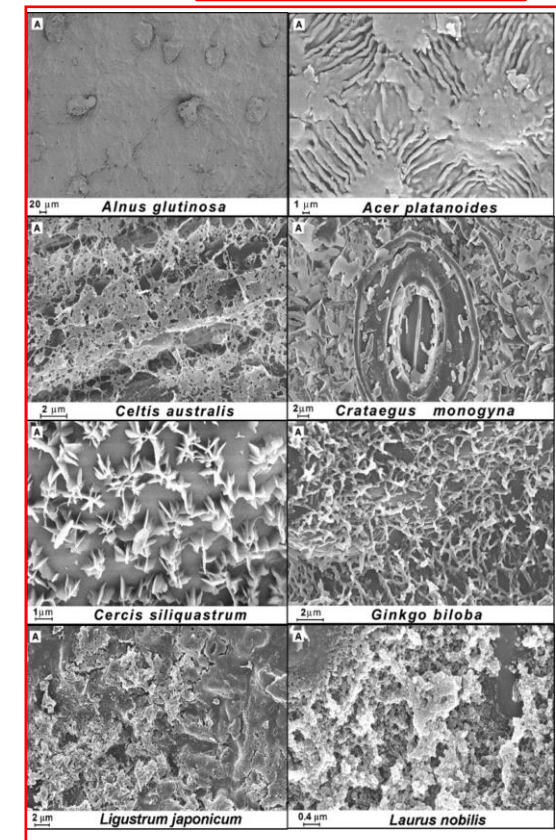 A
A
20 μm
Alnus glutinosa
1 μm
Acer platanoides
A
A
2 μm
Celtis australis
2μm
Crataegus monogyna
A
A
1μm
Cercis siliquastrum
2μm
Ginkgo biloba
A
A
2 μm
Ligustrum japonicum
0.4 μm
Laurus nobilis